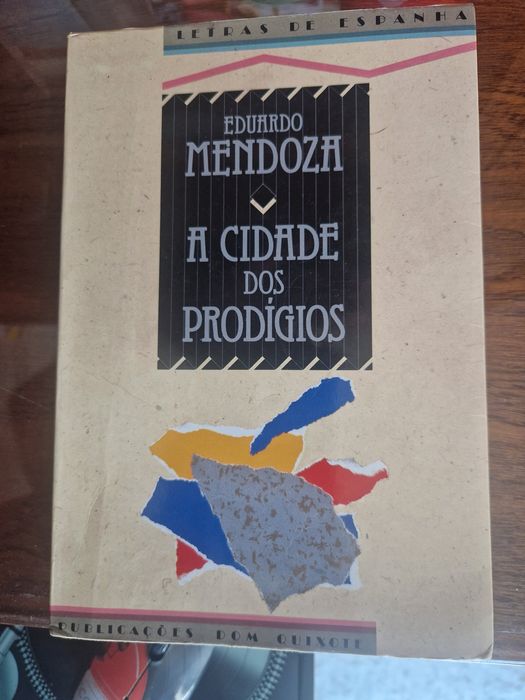 LETRAS DE ESPANHA
EDUARDO
MENDOZA
A CIDADE
DOS
PRODÍGIOS
PUBLICAÇÕES DOM QUIXOTE